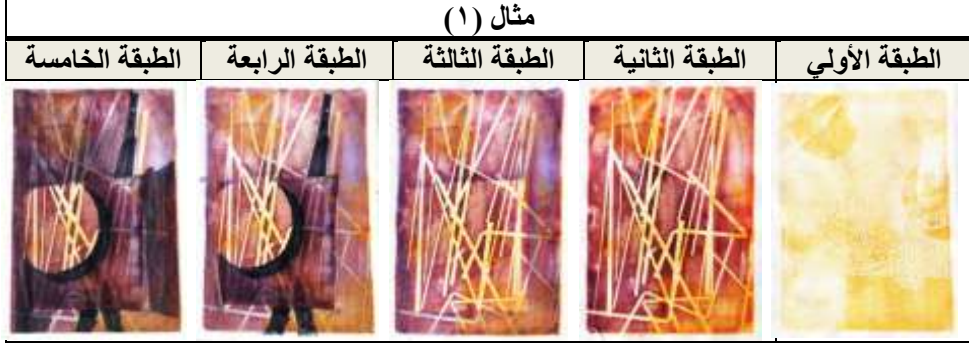 مثال (١)
الطبقة الأولي
الطبقة الثانية
الطبقة الثالثة
الطبقة الرابعة
الطبقة الخامسة